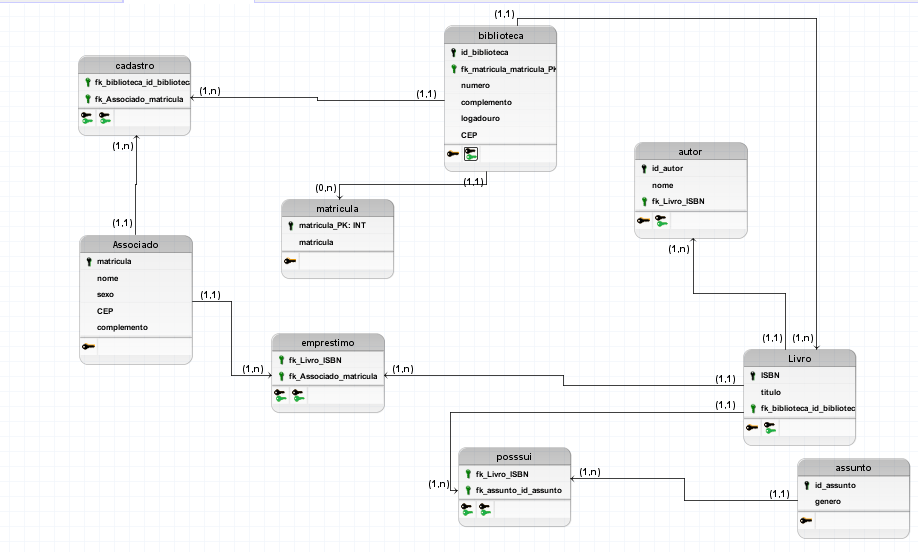 (1,1)
biblioteca
id_biblioteca
fk_matricula_matricula_PK
numero
complemento
logadouro
CEP
cadastro
fk_biblioteca_id_bibliotec
fk_Associado_matricula
(1,n)
(1,1)
(1,n)
(1,1)
(0,n)
(1,1)
matricula
matricula_PK: INT
matricula
autor
id_autor
nome
fk_Livro_ISBN
(1,n)
Associado
matricula
nome
sexo
CEP
complemento
(1,1)
(1,n)
emprestimo
fk_Livro_ISBN
fk_Associado_matricula
(1,n)
(1,1)
(1,n)
Livro
ISBN
titulo
fk_biblioteca_id_bibliotec
(1,1)
(1,1)
(1,n)
posssui
fk_Livro_ISBN
fk_assunto_id_assunto
(1,n)
(1,1)
assunto
id_assunto
genero